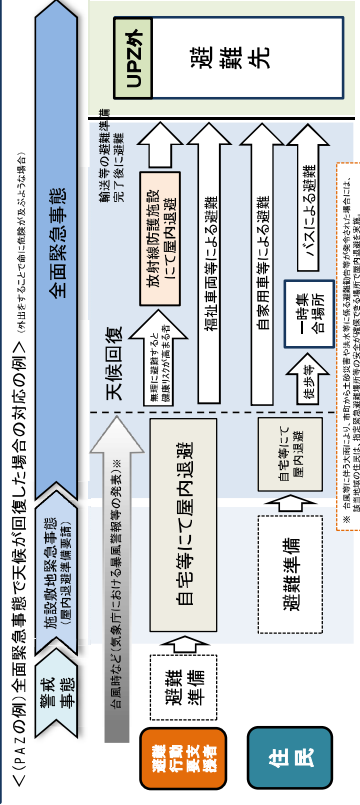 ＜（ＰＡＺの例）全面緊急事態で天候が回復した場合の対応の例＞
（外出をすることで命に危険が及ぶような場合）
警戒
事態
施設敷地緊急事態
（屋内退避準備要請）
全面緊急事態
台風時など（気象庁における暴風警報等の発表）※
天候回復
輸送等の避難準備
完了後に避難
避難
行動
要支
援者
避難
準備
自宅等にて屋内退避
無理に避難すると
健康リスクが高まる者
放射線防護施設
にて屋内退避
福祉車両等による避難
住民
避難準備
自宅等にて
屋内退避
自家用車等による避難
徒歩等
一時集
合場所
バスによる避難
UPZ外
避難先
※ 台風等に伴う大雨により、市町から土砂災害や洪水等に係る避難勧告等が発令された場合には、
該当地域の住民は、指定緊急避難場所等の安全が確保できる場所で屋内退避を実施。